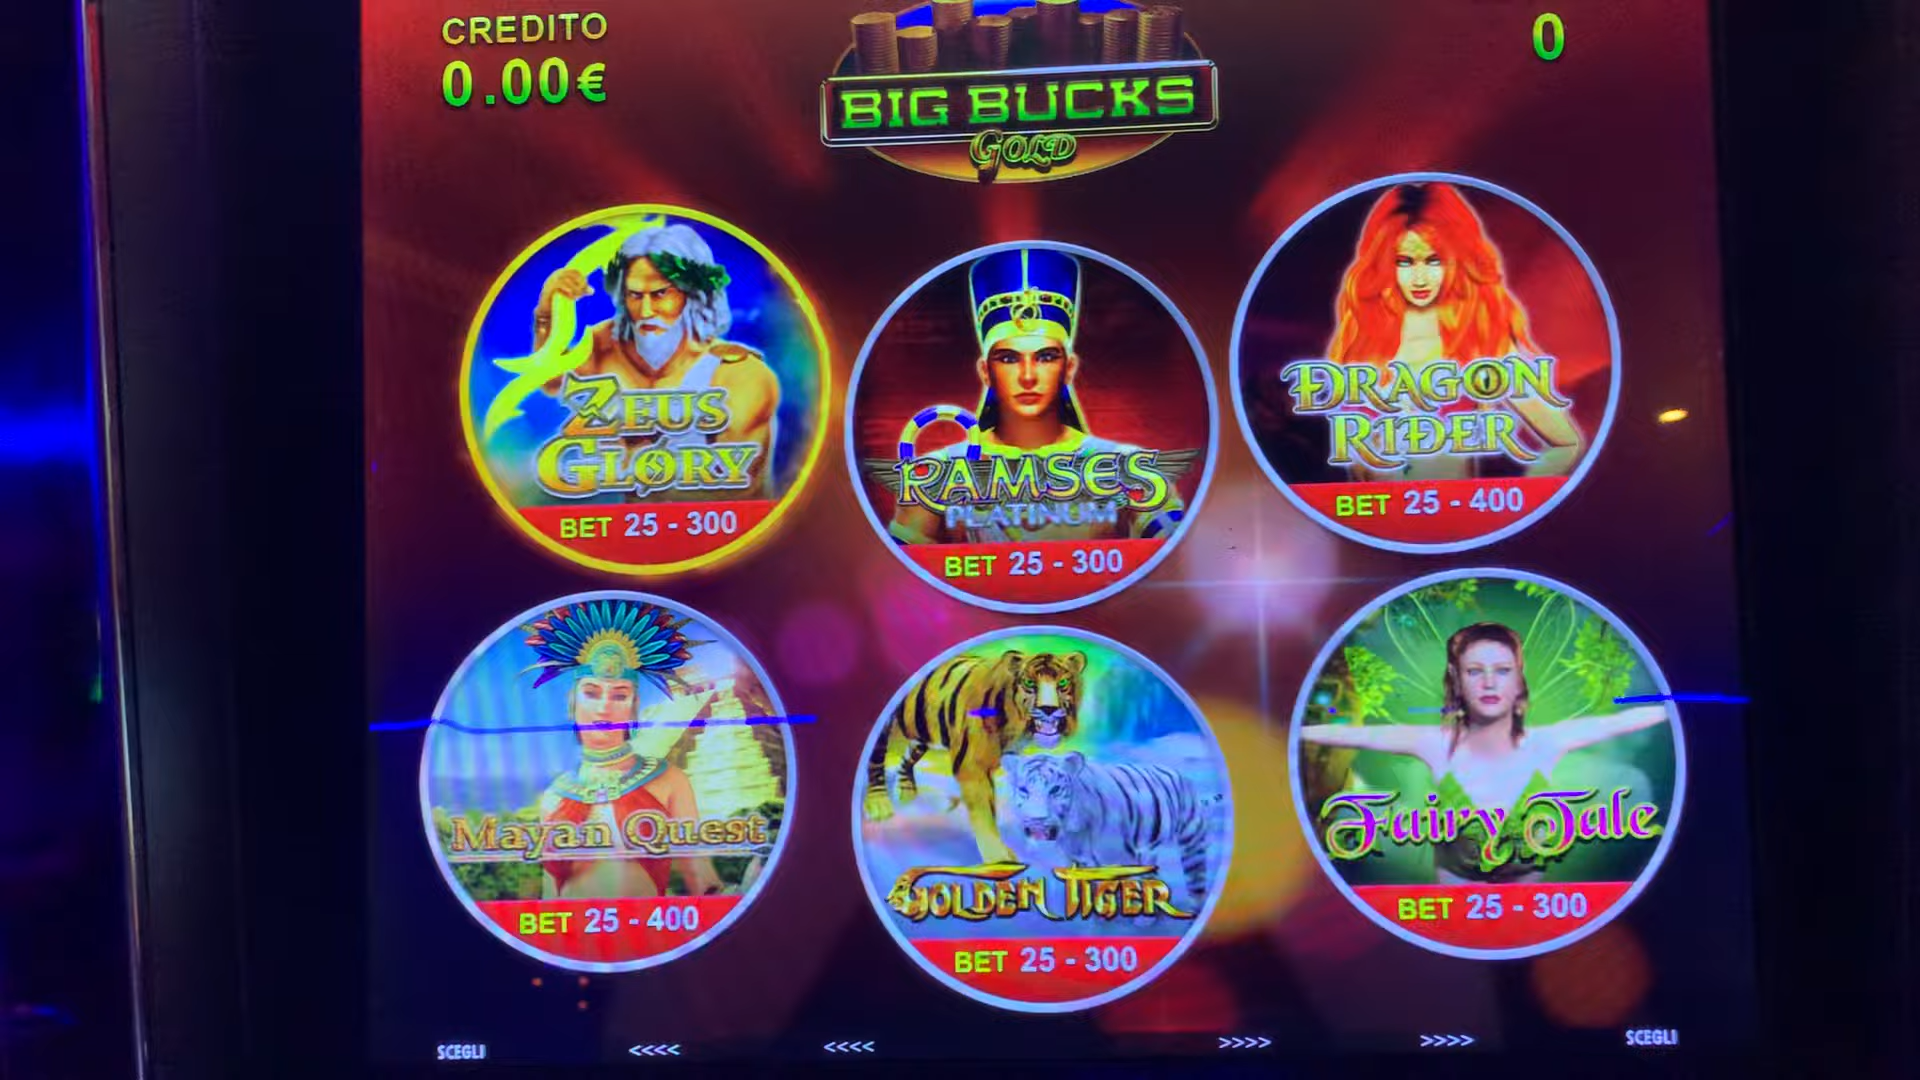 CREDITO
0.00€
0
BIG BUCKS
GOLD
ZEUS
GLORY
BET 25 - 300
RAMSES
PLATINUM
BET 25 - 300
DRAGON
RIDER
BET 25 - 400
Mayan Quest
BET 25 - 400
GOLDEN TIGER
BET 25 - 300
Fairy Tale
BET 25 - 300
SCEGLI <<<< <<<< >>>> >>>> SCEGLI